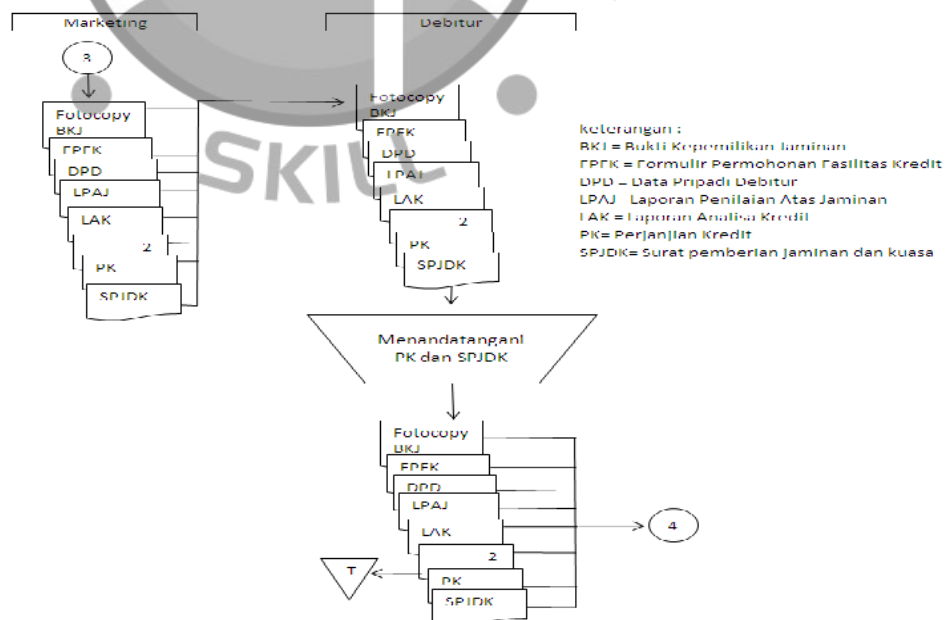 Marketing
Debitur
3
Fotocopy
BKJ
FPFK
DPD
LPAJ
LAK
2
PK
SPJDK
Fotocopy
BKJ
FPFK
DPD
LPAJ
LAK
2
PK
SPJDK
keterangan :
BKJ = Bukti Kepemilikan Jaminan
FPFK = Formulir Permohonan Fasilitas Kredit
DPD = Data Pripadi Debitur
LPAJ Laporan Penilaian Atas Jaminan
LAK = Laporan Analisa Kredit
PK= Perjanjian Kredit
SPJDK= Surat pemberian jaminan dan kuasa
SKILL
Menandatangani
PK dan SPJDK
Fotocopy
BKJ
FPFK
DPD
LPAJ
LAK
2
PK
SPJDK
T
4